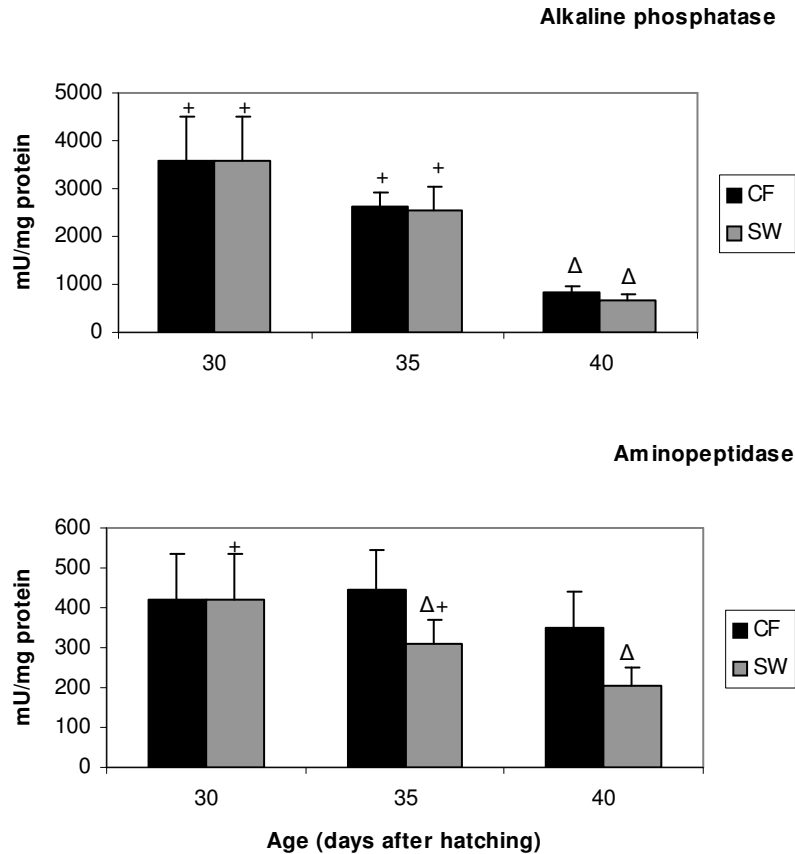 Alkaline phosphatase
mU/mg protein
5000
4000
3000
2000
1000
0
+ +
+ +
Δ Δ
30 35 40
CF
SW
Aminopeptidase
mU/mg protein
600
500
400
300
200
100
0
+
Δ+
Δ
30 35 40
CF
SW
Age (days after hatching)